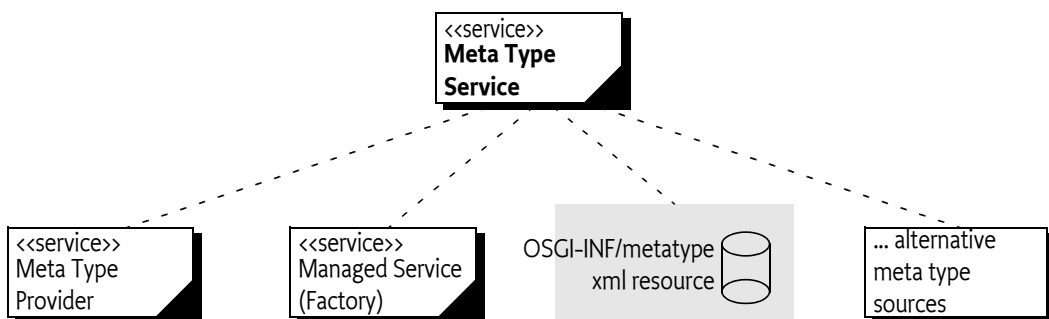 <<service>>
Meta Type
Service
<<service>>
Meta Type
Provider
<<service>>
Managed Service
(Factory)
OSGI-INF/metatype
xml resource
... alternative
meta type
sources